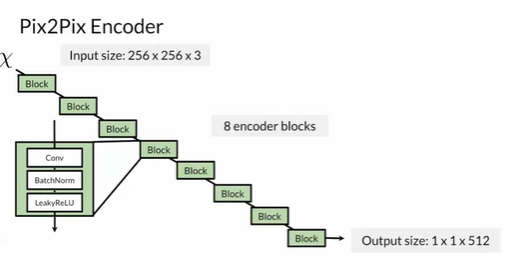 Pix2Pix Encoder
x
Input size: 256 x 256 x 3
Block
Block
Block
8 encoder blocks
Block
Conv
BatchNorm
LeakyReLU
Block
Block
Block
Block
Output size: 1 x 1 x 512